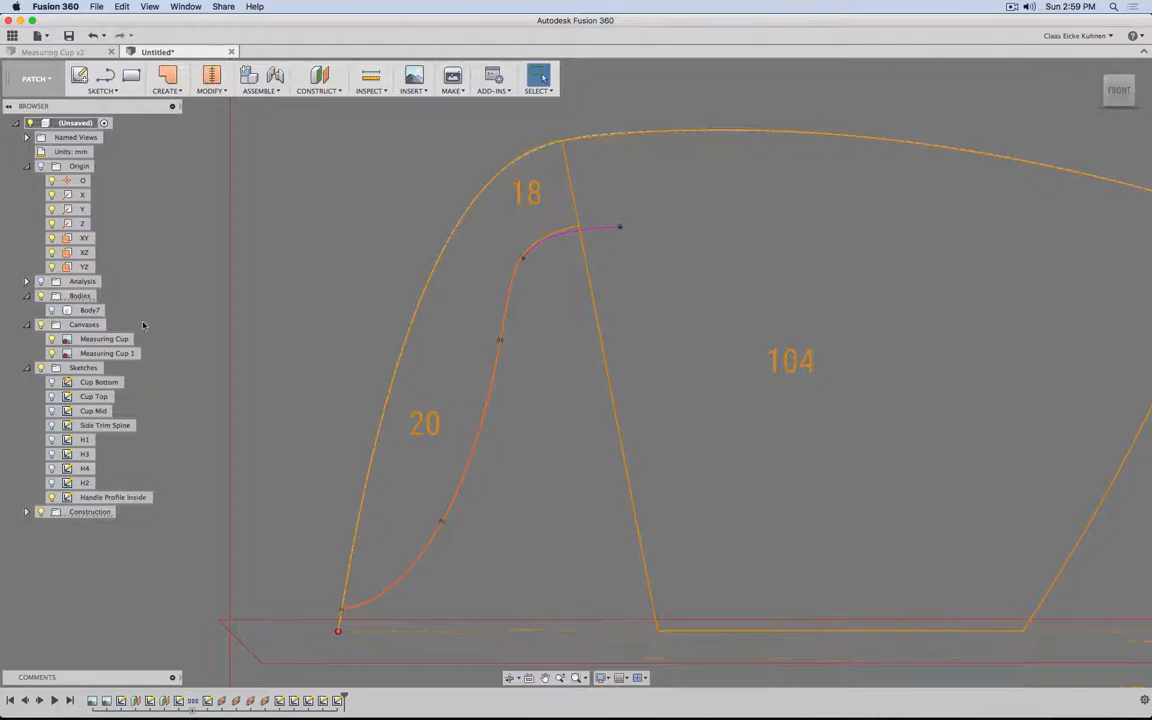 Fusion 360 File Edit View Window Share Help Sun 2:59 PM
Autodesk Fusion 360
Claas Eicke Kuhnen
Measuring Cup v2 Untitled*
PATCH SKETCH CREATE MODIFY ASSEMBLE CONSTRUCT INSPECT INSERT MAKE ADD-INS SELECT
BROWSER
(Unsaved)
Named Views
Units: mm
Origin
O
X
Y
Z
XY
XZ
YZ
Analysis
Bodies
Body7
Canvases
Measuring Cup
Measuring Cup 1
Sketches
Cup Bottom
Cup Top
Cup Mid
Side Trim Spine
H1
H3
H4
H2
Handle Profile Inside
Construction
FRONT
18
104
20
COMMENTS